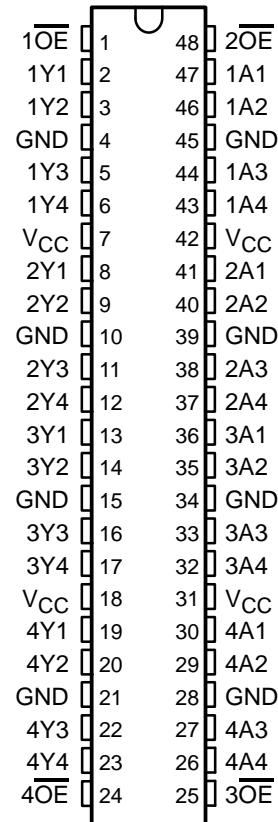 1O̅E̅ 1 48 2O̅E̅
1Y1 2 47 1A1
1Y2 3 46 1A2
GND 4 45 GND
1Y3 5 44 1A3
1Y4 6 43 1A4
VCC 7 42 VCC
2Y1 8 41 2A1
2Y2 9 40 2A2
GND 10 39 GND
2Y3 11 38 2A3
2Y4 12 37 2A4
3Y1 13 36 3A1
3Y2 14 35 3A2
GND 15 34 GND
3Y3 16 33 3A3
3Y4 17 32 3A4
VCC 18 31 VCC
4Y1 19 30 4A1
4Y2 20 29 4A2
GND 21 28 GND
4Y3 22 27 4A3
4Y4 23 26 4A4
4O̅E̅ 24 25 3O̅E̅